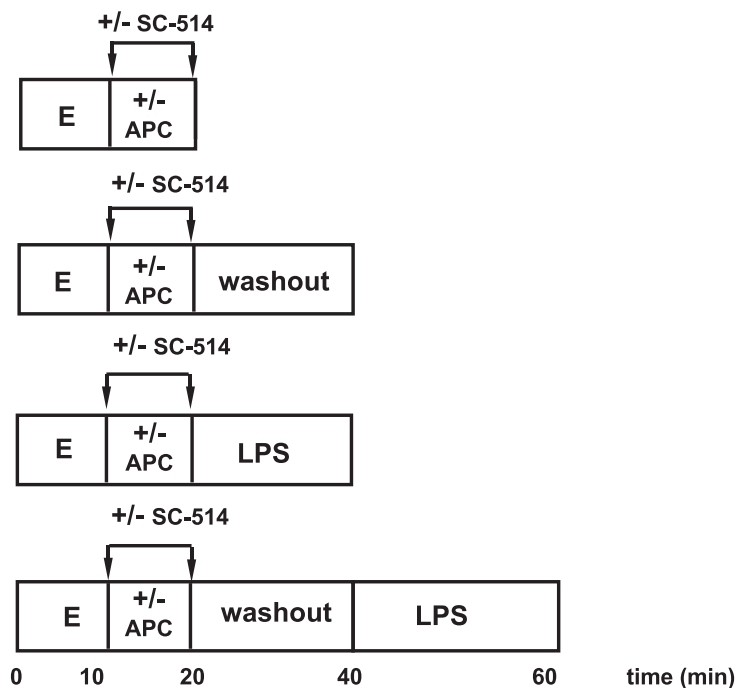 +/- SC-514
E
+/-
APC
+/- SC-514
E
+/-
APC
washout
+/- SC-514
E
+/-
APC
LPS
+/- SC-514
E
+/-
APC
washout
LPS
0 10 20 40 60 time (min)